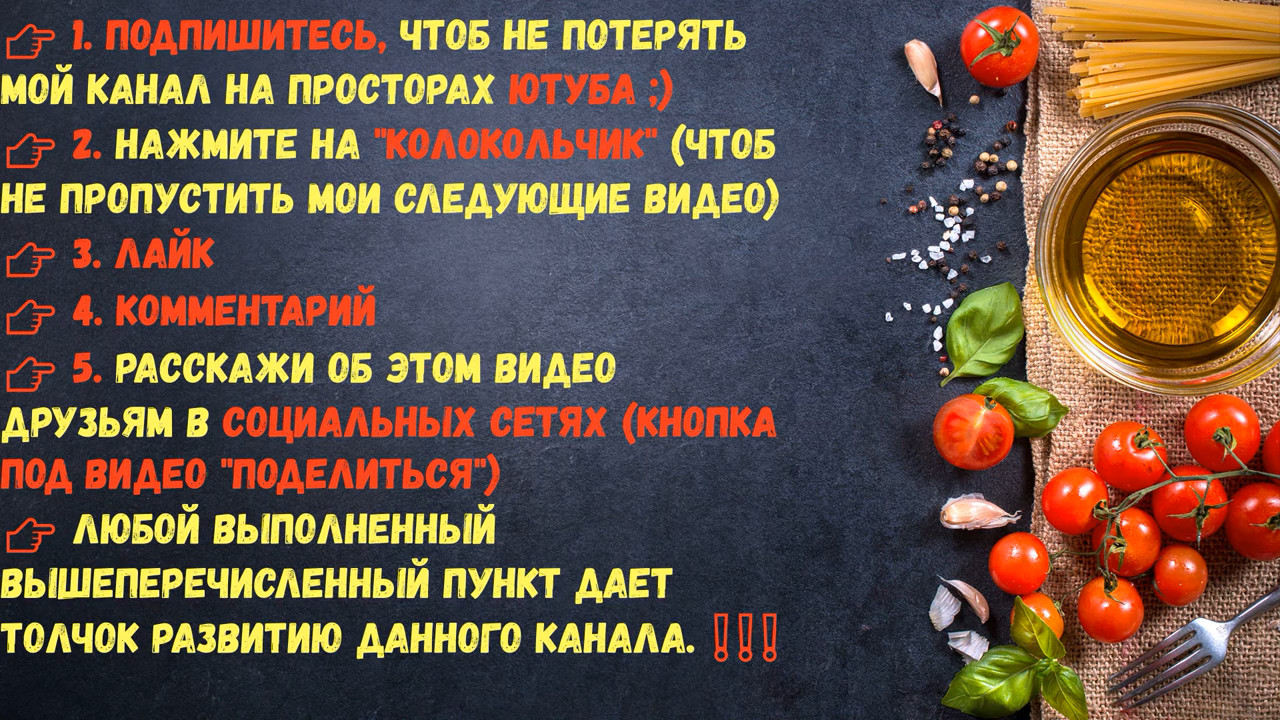 👉 1. ПОДПИШИТЕСЬ, ЧТОБ НЕ ПОТЕРЯТЬ
МОЙ КАНАЛ НА ПРОСТОРАХ ЮТУБА ;)
👉 2. НАЖМИТЕ НА "КОЛОКОЛЬЧИК" (ЧТОБ
НЕ ПРОПУСТИТЬ МОИ СЛЕДУЮЩИЕ ВИДЕО)
👉 3. ЛАЙК
👉 4. КОММЕНТАРИЙ
👉 5. РАССКАЖИ ОБ ЭТОМ ВИДЕО
ДРУЗЬЯМ В СОЦИАЛЬНЫХ СЕТЯХ (КНОПКА
ПОД ВИДЕО "ПОДЕЛИТЬСЯ")
👉 ЛЮБОЙ ВЫПОЛНЕННЫЙ
ВЫШЕПЕРЕЧИСЛЕННЫЙ ПУНКТ ДАЕТ
ТОЛЧОК РАЗВИТИЮ ДАННОГО КАНАЛА. ❗❗❗